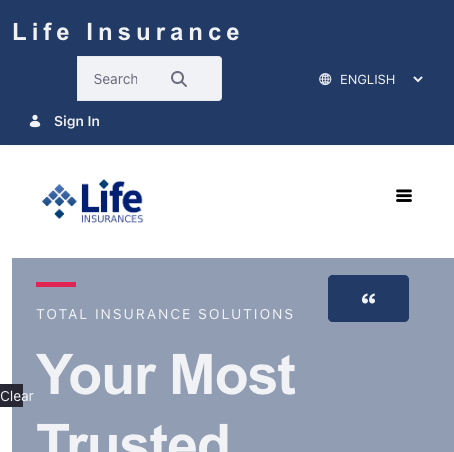 Life Insurance
Search
ENGLISH
Sign In
Life
INSURANCES
TOTAL INSURANCE SOLUTIONS
“
Your Most
Clear
Trusted